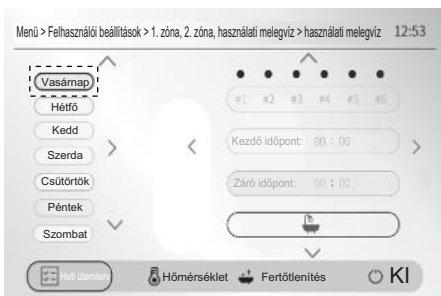 Menü > Felhasználói beállítások > 1. zóna, 2. zóna, használati melegvíz > használati melegvíz 12:53
Vasárnap
Hétfő
Kedd
Szerda
Csütörtök
Péntek
Szombat
#1 #2 #3 #4 #5 #6
Kezdő időpont: 00 : 00
Záró időpont: 00 : 00
Heti ütemterv
Hőmérséklet
Fertőtlenítés
KI